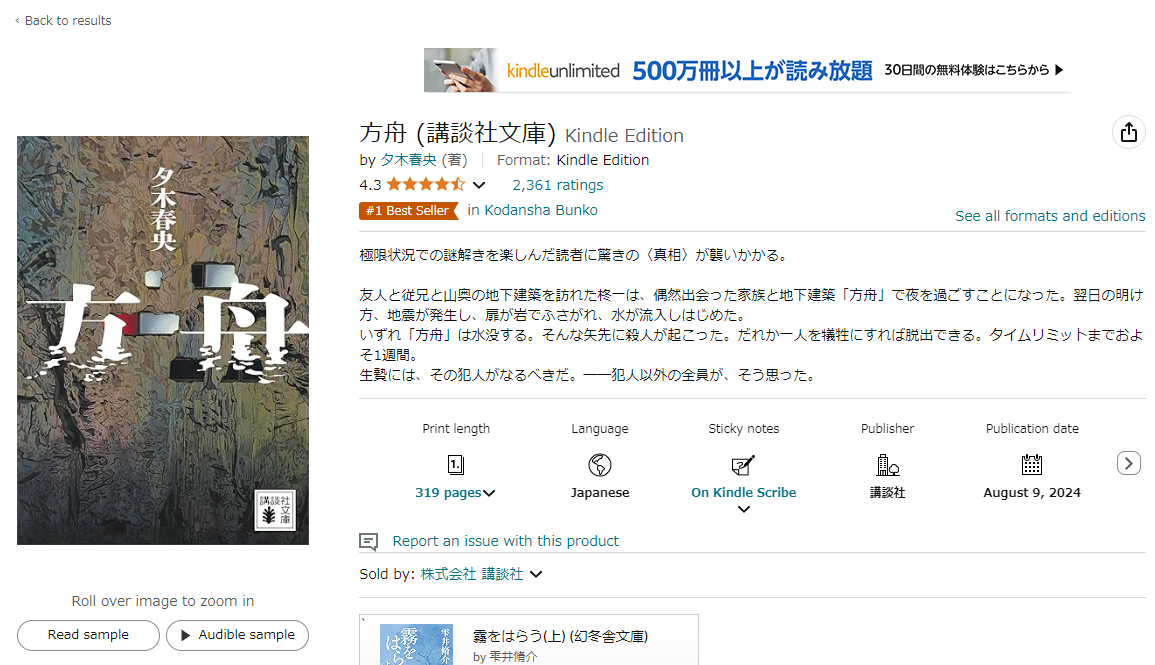 ‹ Back to results
kindleunlimited 500万冊以上が読み放題 30日間の無料体験はこちらから ▶
方舟 (講談社文庫) Kindle Edition
by 夕木春央 (著) Format: Kindle Edition
4.3 2,361 ratings
#1 Best Seller in Kodansha Bunko
See all formats and editions
極限状況での謎解きを楽しんだ読者に驚きの〈真相〉が襲いかかる。
友人と従兄と山奥の地下建築を訪れた柊一は、偶然出会った家族と地下建築「方舟」で夜を過ごすことになった。翌日の明け
方、地震が発生し、扉が岩でふさがれ、水が流入しはじめた。
いずれ「方舟」は水没する。そんな矢先に殺人が起こった。だれか一人を犠牲にすれば脱出できる。タイムリミットまでおよ
そ1週間。
生贄には、その犯人がなるべきだ。――犯人以外の全員が、そう思った。
夕木春央
方舟
講談社
文庫
Print length
1.
319 pages
Language
Japanese
Sticky notes
On Kindle Scribe
Publisher
講談社
Publication date
August 9, 2024
Report an issue with this product
Sold by: 株式会社 講談社
Roll over image to zoom in
Read sample
▶ Audible sample
霧をはらう
雫井脩介
霧をはらう(上) (幻冬舎文庫)
by 雫井脩介